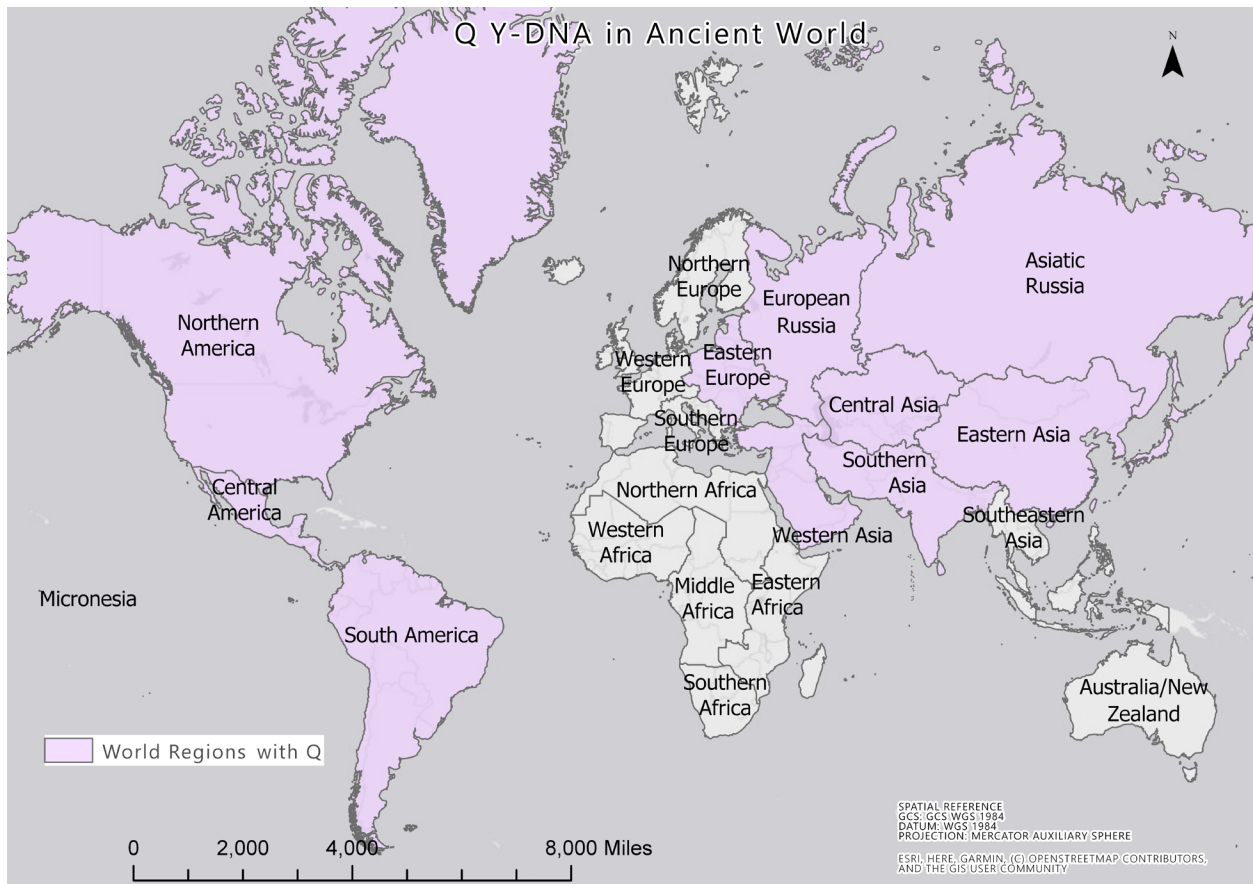 Q Y-DNA in Ancient World
N
Northern
Europe
Asiatic
Russia
European
Russia
Northern
America
Western
Europe
Eastern
Europe
Central Asia
Southern
Europe
Eastern Asia
Southern
Asia
Central
America
Northern Africa
Western
Africa
Western Asia
Southeastern
Asia
Micronesia
Middle
Africa
Eastern
Africa
South America
Southern
Africa
Australia/New
Zealand
World Regions with Q
0 2,000 4,000 8,000 Miles
SPATIAL REFERENCE
GCS: GCS WGS 1984
DATUM: WGS 1984
PROJECTION: MERCATOR AUXILIARY SPHERE
ESRI, HERE, GARMIN, (C) OPENSTREETMAP CONTRIBUTORS,
AND THE GIS USER COMMUNITY